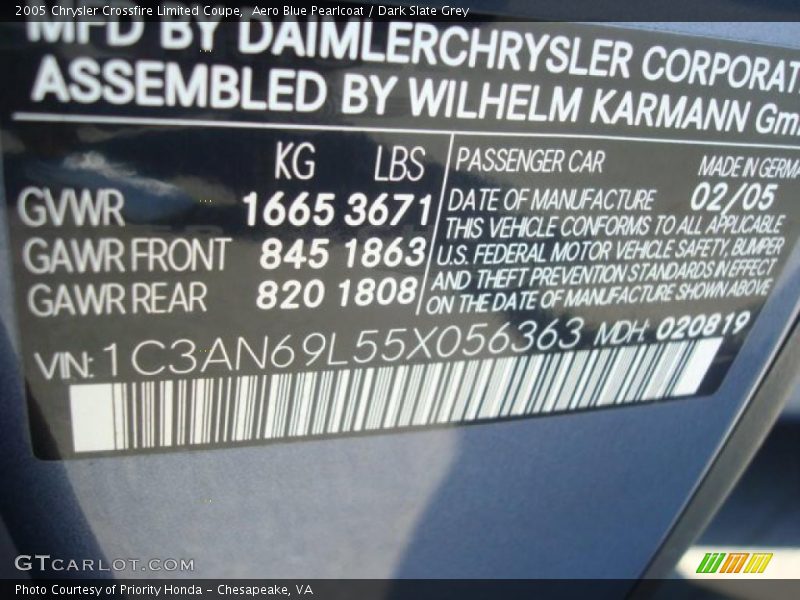 2005 Chrysler Crossfire Limited Coupe, Aero Blue Pearlcoat / Dark Slate Grey
MFD BY DAIMLERCHRYSLER CORPORAT
ASSEMBLED BY WILHELM KARMANN Gm
KG LBS
GVWR 1665 3671
GAWR FRONT 845 1863
GAWR REAR 820 1808
PASSENGER CAR MADE IN GERMA
DATE OF MANUFACTURE 02/05
THIS VEHICLE CONFORMS TO ALL APPLICABLE
U.S. FEDERAL MOTOR VEHICLE SAFETY, BUMPER
AND THEFT PREVENTION STANDARDS IN EFFECT
ON THE DATE OF MANUFACTURE SHOWN ABOVE
VIN: 1C3AN69L55X056363 MDH: 020819
GTCARLOT.COM
Photo Courtesy of Priority Honda - Chesapeake, VA